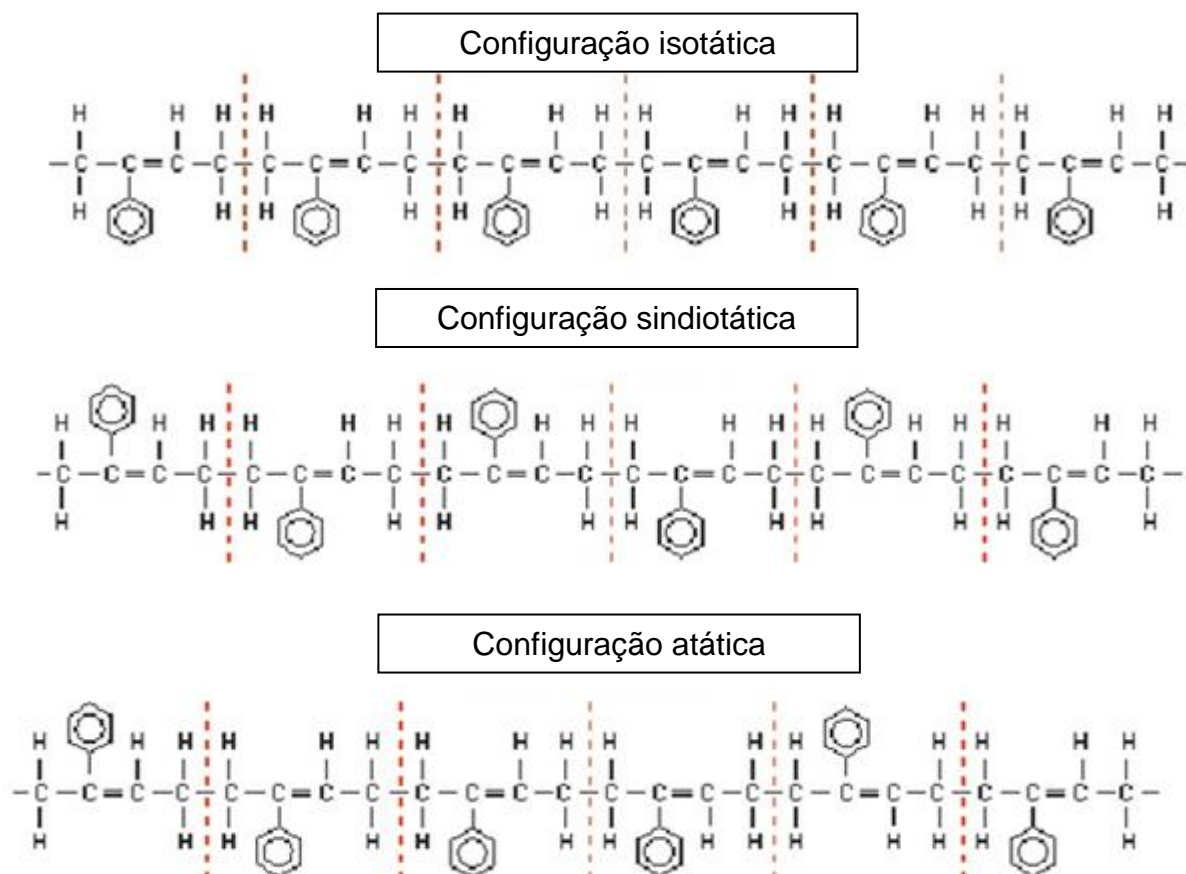 Configuração isotática
H H H H H H H H H H H H H H H H H H
–C–C=C–C–C–C=C–C–C–C=C–C–C–C=C–C–C–C=C–C–C–C=C–C–
H H H H H H H H H H H H
Configuração sindiotática
H H H H H H H H H H H H H H H H H H
–C–C=C–C–C–C=C–C–C–C=C–C–C–C=C–C–C–C=C–C–C–C=C–C–
H H H H H H H H H H H H
Configuração atática
H H H H H H H H H H H H H H H H
–C–C=C–C–C–C=C–C–C–C=C–C–C–C=C–C–C–C=C–C–C–C=C–C–
H H H H H H H H H H H H H H